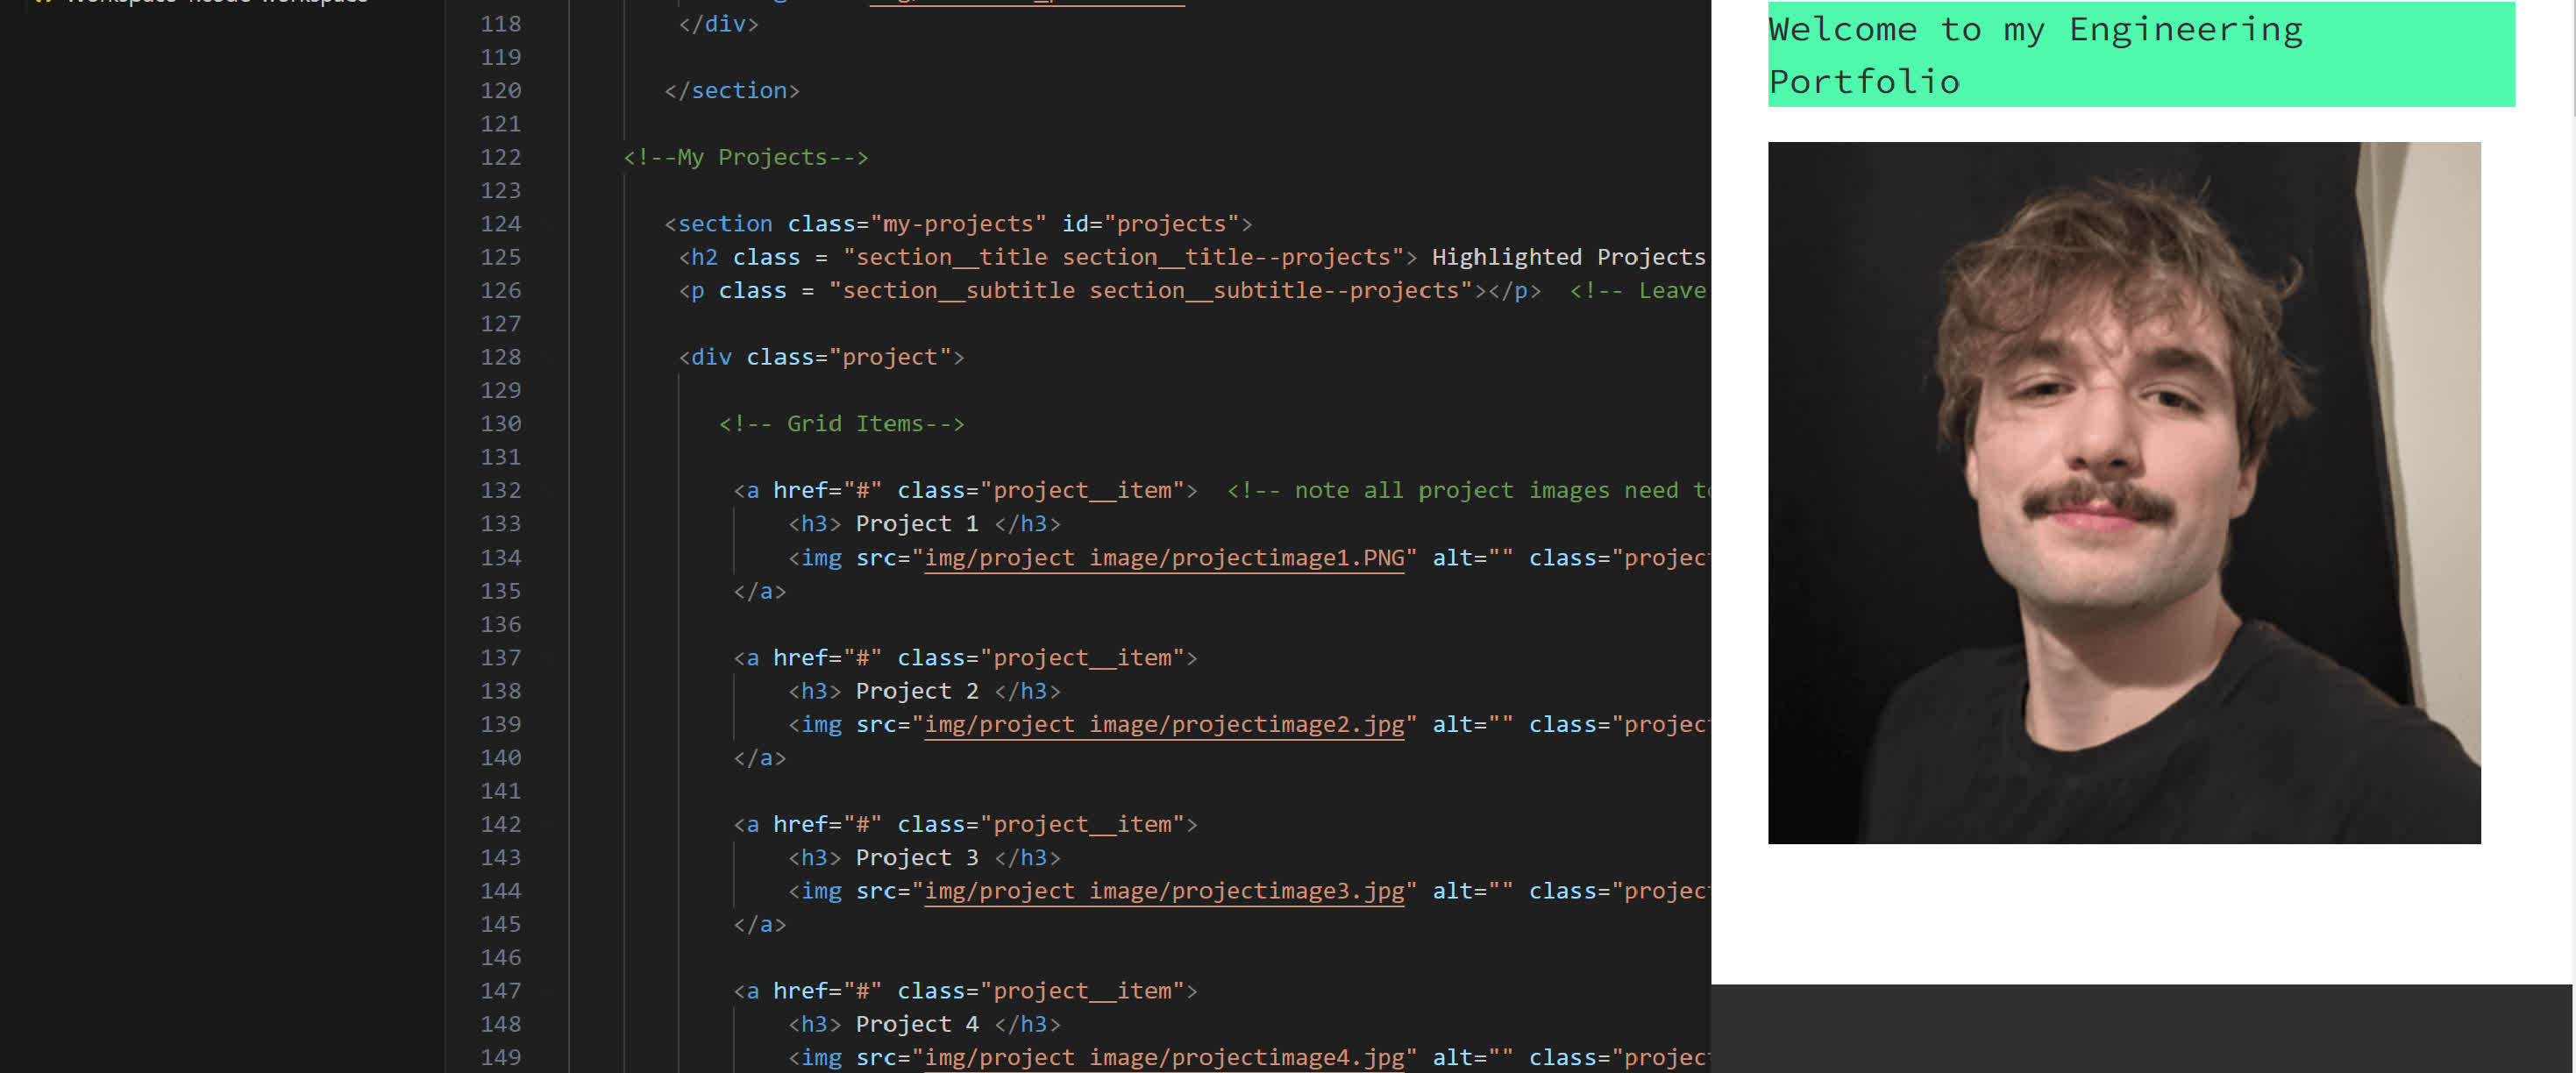 118 </div>
119
120 </section>
121
122 <!--My Projects-->
123
124 <section class="my-projects" id="projects">
125 <h2 class = "section__title section__title--projects"> Highlighted Projects
126 <p class = "section__subtitle section__subtitle--projects"></p> <!-- Leave
127
128 <div class="project">
129
130 <!-- Grid Items-->
131
132 <a href="#" class="project__item"> <!-- note all project images need
133 <h3> Project 1 </h3>
134 <img src="img/project image/projectimage1.PNG" alt="" class="projec
135 </a>
136
137 <a href="#" class="project__item">
138 <h3> Project 2 </h3>
139 <img src="img/project image/projectimage2.jpg" alt="" class="projec
140 </a>
141
142 <a href="#" class="project__item">
143 <h3> Project 3 </h3>
144 <img src="img/project image/projectimage3.jpg" alt="" class="projec
145 </a>
146
147 <a href="#" class="project__item">
148 <h3> Project 4 </h3>
149 <img src="img/project image/projectimage4.jpg" alt="" class="projec
Welcome to my Engineering
Portfolio